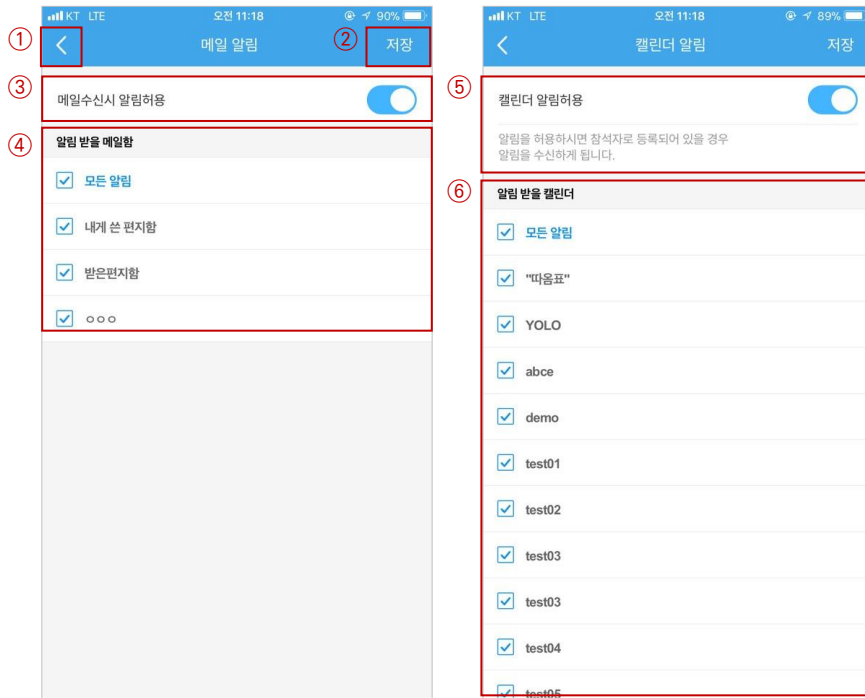 KT LTE 오전 11:18 90%
① ② 저장
메일 알림
③ 메일수신시 알림허용
④ 알림 받을 메일함
모든 알림
내게 쓴 편지함
받은편지함
ㅇㅇㅇ
KT LTE 오전 11:18 89%
캘린더 알림 저장
⑤ 캘린더 알림허용
알림을 허용하시면 참석자로 등록되어 있을 경우
알림을 수신하게 됩니다.
⑥ 알림 받을 캘린더
모든 알림
"따옴표"
YOLO
abce
demo
test01
test02
test03
test03
test04
test05